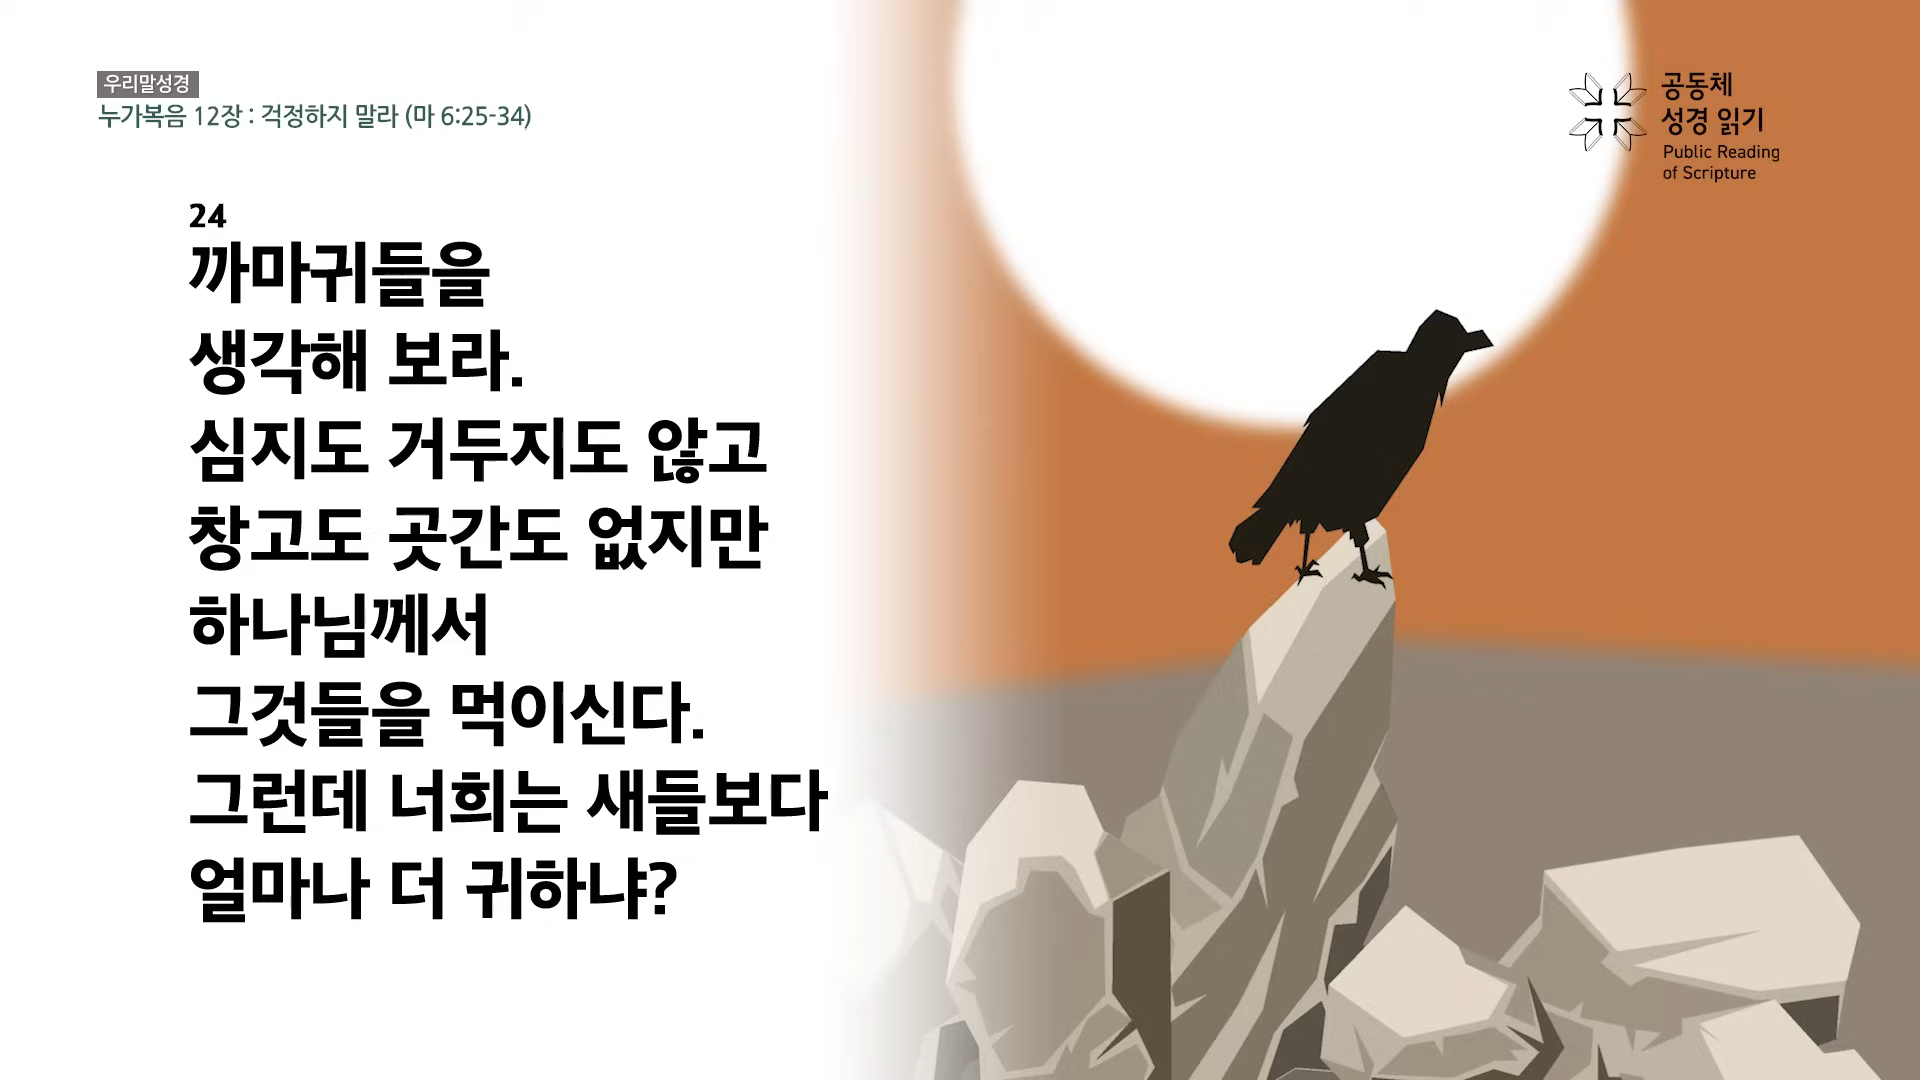 우리말성경
누가복음 12장 : 걱정하지 말라 (마 6:25-34)
공동체
성경 읽기
Public Reading
of Scripture
24
까마귀들을
생각해 보라.
심지도 거두지도 않고
창고도 곳간도 없지만
하나님께서
그것들을 먹이신다.
그런데 너희는 새들보다
얼마나 더 귀하냐?